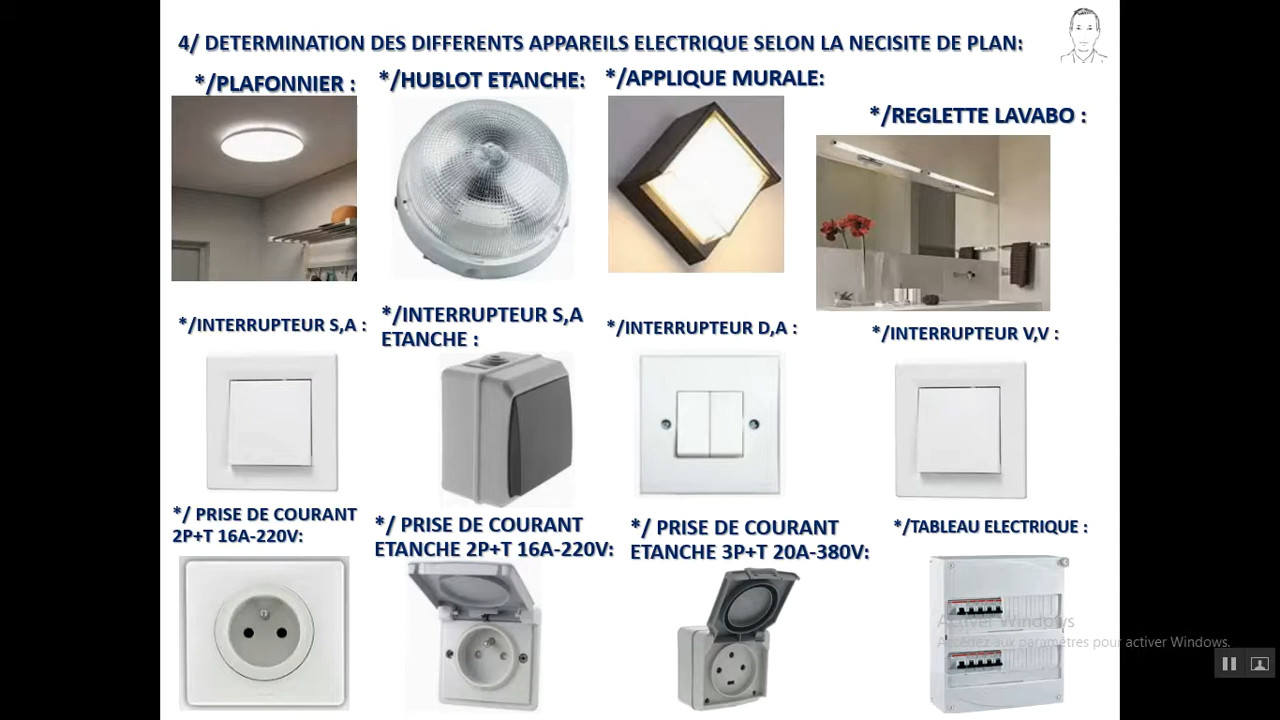 4/ DETERMINATION DES DIFFERENTS APPAREILS ELECTRIQUE SELON LA NECISITE DE PLAN:
*/PLAFONNIER :
*/HUBLOT ETANCHE:
*/APPLIQUE MURALE:
*/REGLETTE LAVABO :
*/INTERRUPTEUR S,A :
*/INTERRUPTEUR S,A
ETANCHE :
*/INTERRUPTEUR D,A :
*/INTERRUPTEUR V,V :
*/ PRISE DE COURANT
2P+T 16A-220V:
*/ PRISE DE COURANT
ETANCHE 2P+T 16A-220V:
*/ PRISE DE COURANT
ETANCHE 3P+T 20A-380V:
*/TABLEAU ELECTRIQUE :
Activer Windows
Accédez aux paramètres pour activer Windows.